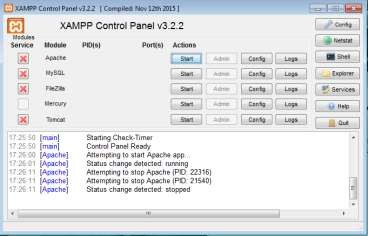 XAMPP Control Panel v3.2.2 [ Compiled: Nov 12th 2015 ]
XAMPP Control Panel v3.2.2
Config
Netstat
Shell
Explorer
Services
Help
Quit
Modules
Service Module PID(s) Port(s) Actions
Apache Start Admin Config Logs
MySQL Start Admin Config Logs
FileZilla Start Admin Config Logs
Mercury Start Admin Config Logs
Tomcat Start Admin Config Logs
17:25:50 [main] Starting Check-Timer
17:25:50 [main] Control Panel Ready
17:26:00 [Apache] Attempting to start Apache app...
17:26:01 [Apache] Status change detected: running
17:26:11 [Apache] Attempting to stop Apache (PID: 22316)
17:26:11 [Apache] Attempting to stop Apache (PID: 21540)
17:26:11 [Apache] Status change detected: stopped